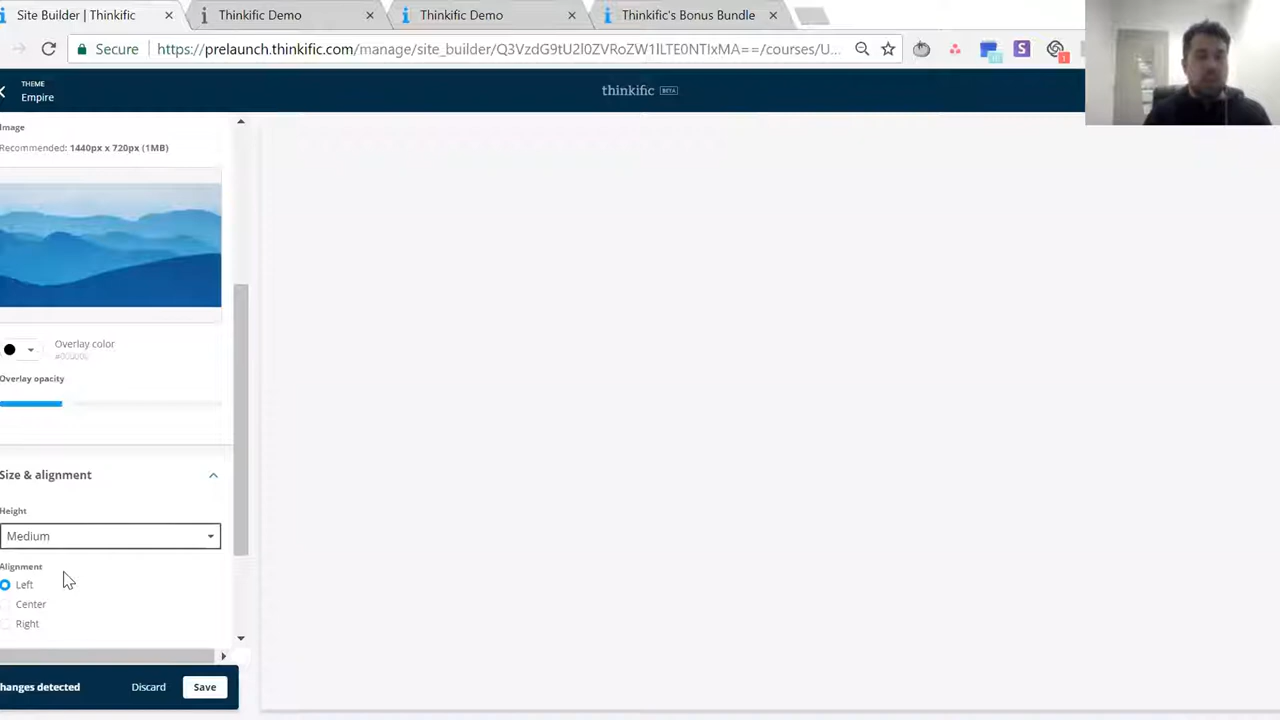 Site Builder | Thinkific
Thinkific Demo
Thinkific Demo
Thinkific's Bonus Bundle
Secure
https://prelaunch.thinkific.com/manage/site_builder/Q3VzdG9tU2l0ZVRoZW1lLTE0NTIxMA==/courses/U...
S
1
THEME
Empire
thinkific BETA
Image
Recommended: 1440px x 720px (1MB)
Overlay color
#000000
Overlay opacity
Size & alignment
Height
Medium
Alignment
Left
Center
Right
hanges detected
Discard
Save